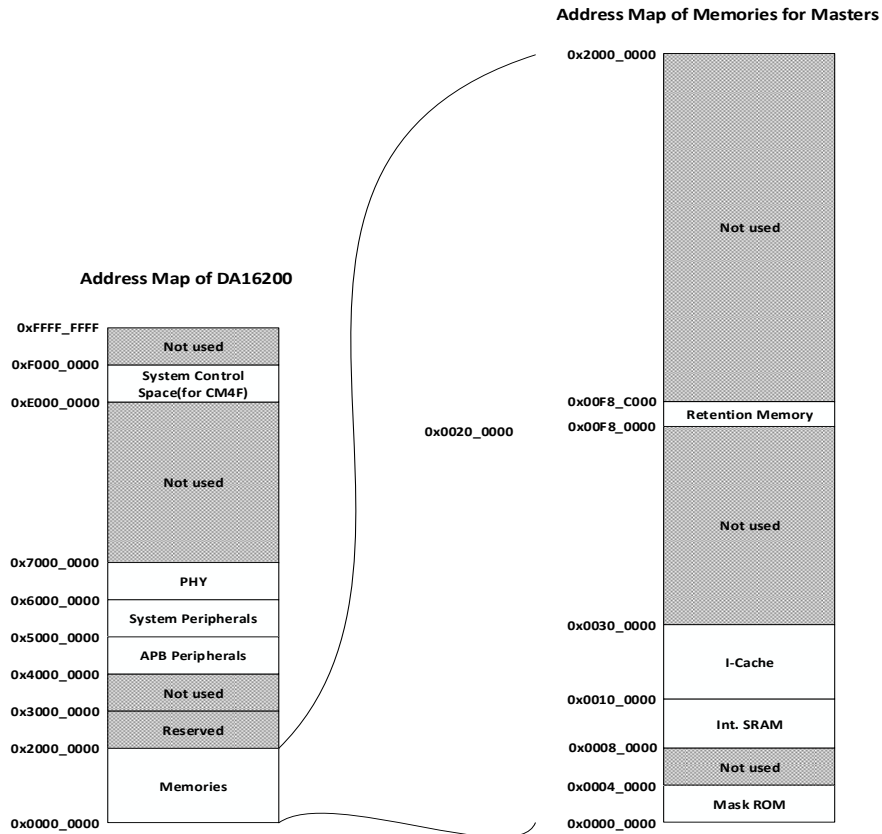 Address Map of Memories for Masters
0x2000_0000
Not used
0x00F8_C000
Retention Memory
0x00F8_0000
Not used
0x0030_0000
I-Cache
0x0010_0000
Int. SRAM
0x0008_0000
Not used
0x0004_0000
Mask ROM
0x0000_0000
0x0020_0000
Address Map of DA16200
0xFFFF_FFFF
Not used
0xF000_0000
System Control
Space(for CM4F)
0xE000_0000
Not used
0x7000_0000
PHY
0x6000_0000
System Peripherals
0x5000_0000
APB Peripherals
0x4000_0000
Not used
0x3000_0000
Reserved
0x2000_0000
Memories
0x0000_0000